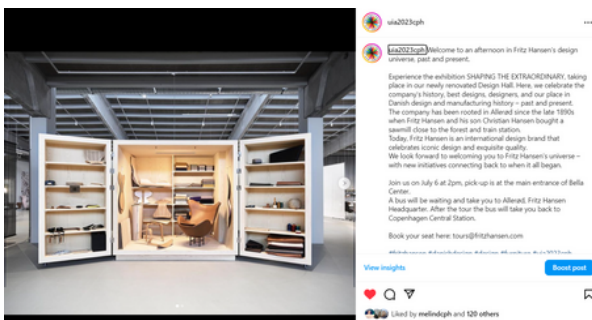 uia2023cph
uia2023cph Welcome to an afternoon in Fritz Hansen's design
universe, past and present.
Experience the exhibition SHAPING THE EXTRAORDINARY, taking
place in our newly renovated Design Hall. Here, we celebrate the
company's history, best designs, designers, and our place in
Danish design and manufacturing history – past and present.
The company has been rooted in Allerød since the late 1890s
when Fritz Hansen and his son Christian Hansen bought a
sawmill close to the forest and train station.
Today, Fritz Hansen is an international design brand that
celebrates iconic design and exquisite quality.
We look forward to welcoming you to Fritz Hansen's universe –
with new initiatives connecting back to when it all began.
Join us on July 6 at 2pm, pick-up is at the main entrance of Bella
Center.
A bus will be waiting and take you to Allerød, Fritz Hansen
Headquarter. After the tour the bus will take you back to
Copenhagen Central Station.
Book your seat here: tours@fritzhansen.com
View insights
Boost post
Liked by melindcph and 120 others